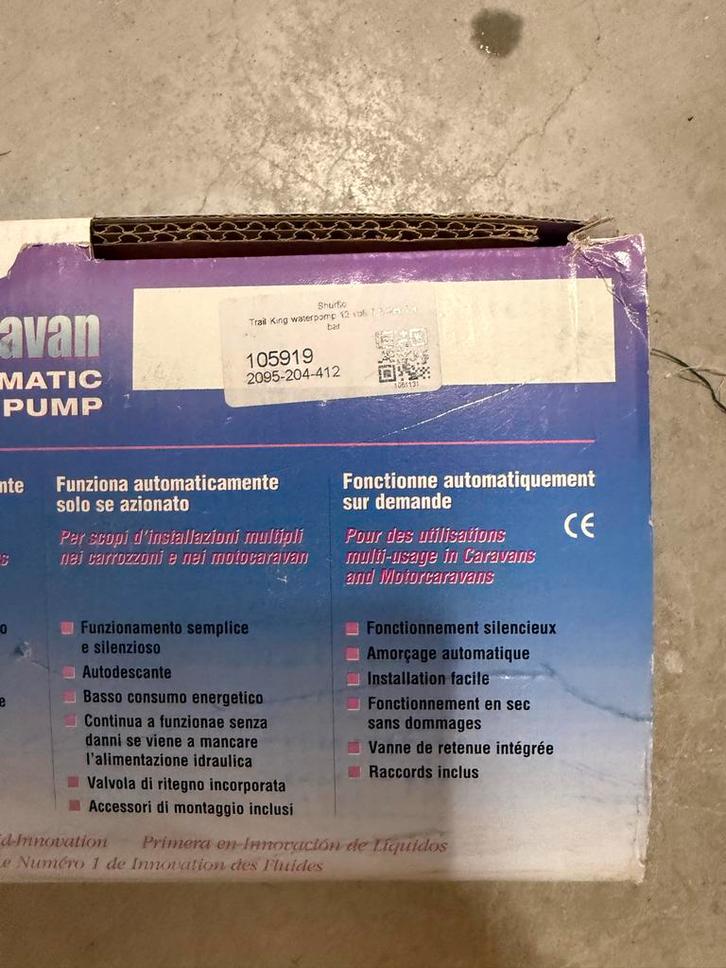 avan
MATIC
PUMP
Shurflo
Trail King waterpomp 12 volt
bar
105919
2095-204-412
1061131
nte
Funziona automaticamente
solo se azionato
Per scopi d'installazioni multipli
nei carrozzoni e nei motocaravan
Funzionamento semplice
e silenzioso
Autodescante
Basso consumo energetico
Continua a funzionae senza
danni se viene a mancare
l'alimentazione idraulica
Valvola di ritegno incorporata
Accessori di montaggio inclusi
Fonctionne automatiquement
sur demande
CE
Pour des utilisations
multi-usage in Caravans
and Motorcaravans
Fonctionnement silencieux
Amorçage automatique
Installation facile
Fonctionnement en sec
sans dommages
Vanne de retenue intégrée
Raccords inclus
d-Innovation Primera en Innovación de Líquidos
e Numéro 1 de Innovation des Fluides